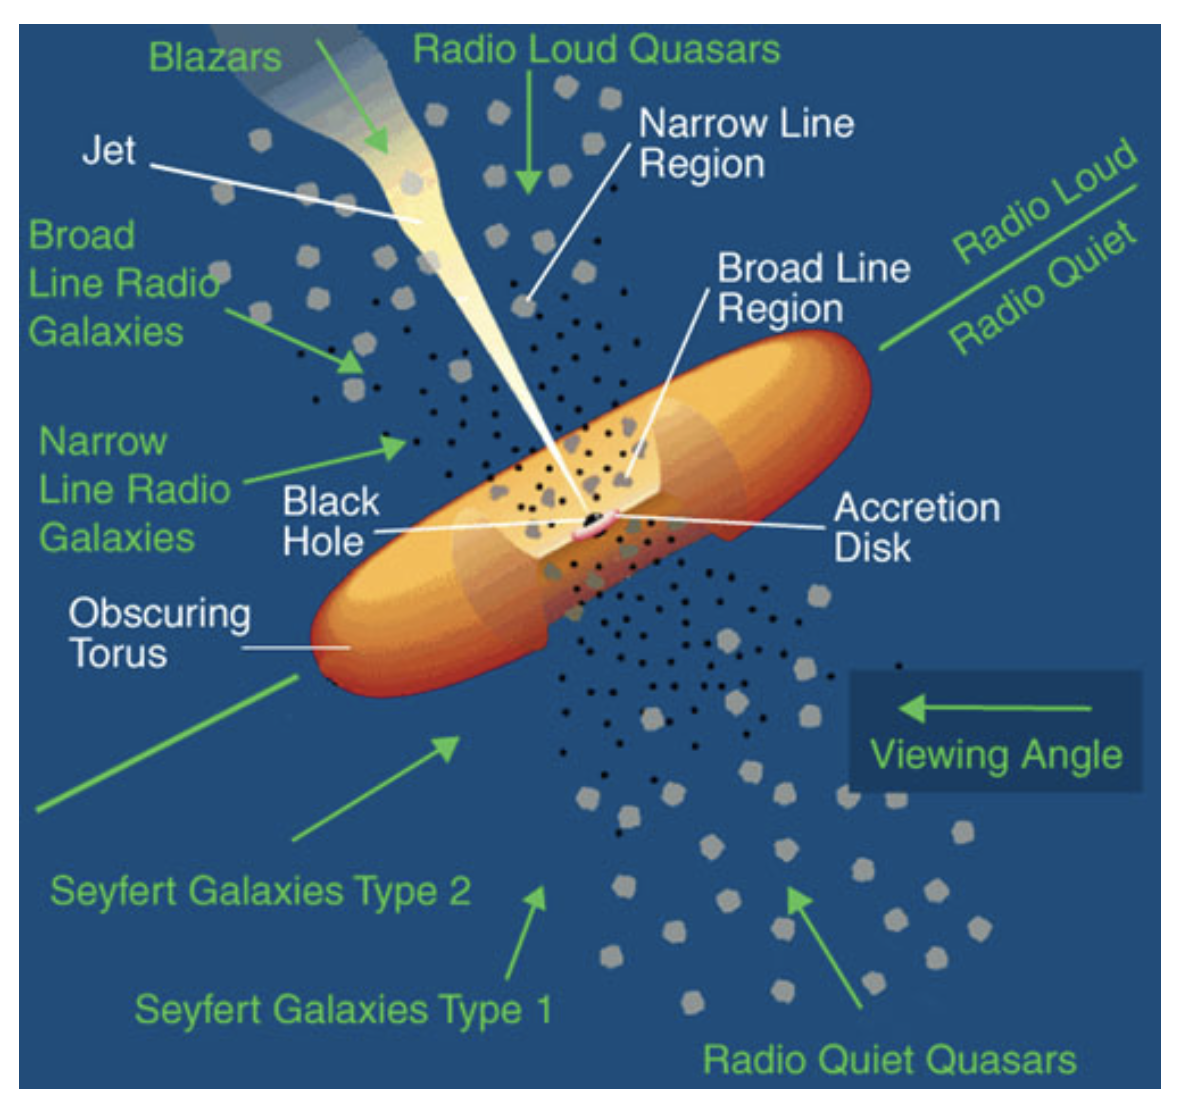 Blazars
Radio Loud Quasars
Jet
Narrow Line
Region
Radio Loud
Radio Quiet
Broad
Line Radio
Galaxies
Broad Line
Region
Narrow
Line Radio
Galaxies
Black
Hole
Accretion
Disk
Obscuring
Torus
Viewing Angle
Seyfert Galaxies Type 2
Seyfert Galaxies Type 1
Radio Quiet Quasars